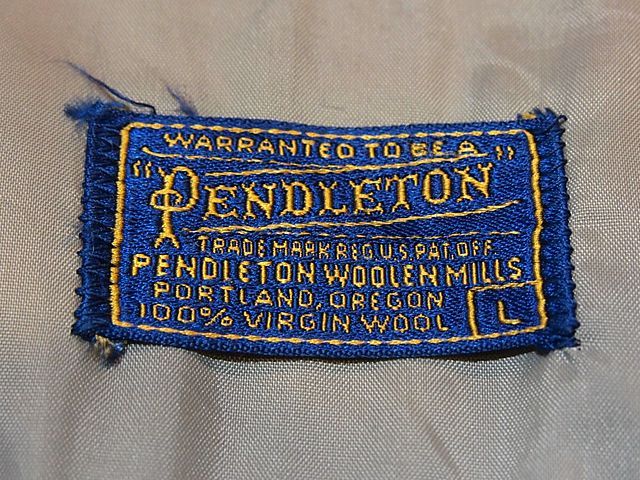 WARRANTED TO BE A
"PENDLETON"
TRADE MARK REG. U.S. PAT. OFF.
PENDLETON WOOLEN MILLS
PORTLAND, OREGON
100% VIRGIN WOOL
L